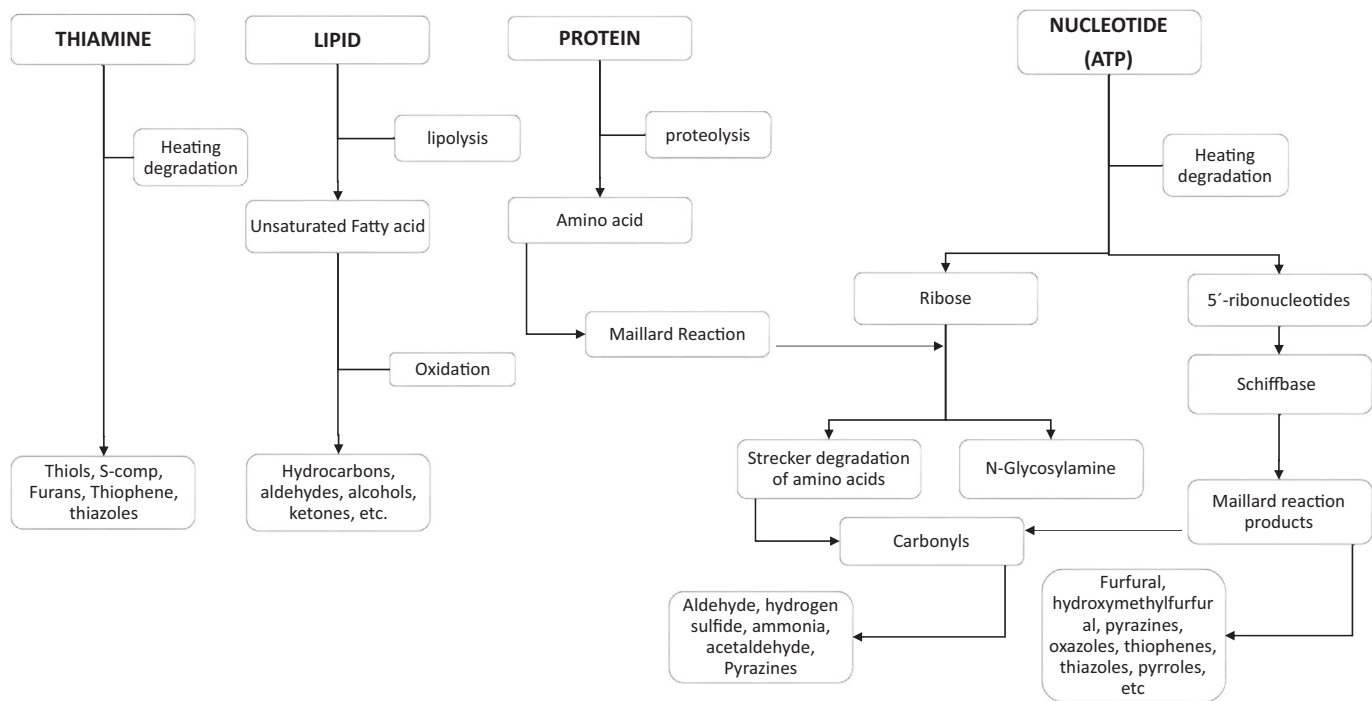 THIAMINE
LIPID
PROTEIN
NUCLEOTIDE
(ATP)
Heating
degradation
lipolysis
proteolysis
Heating
degradation
Unsaturated Fatty acid
Amino acid
Ribose
5´-ribonucleotides
Maillard Reaction
Oxidation
Schiffbase
Thiols, S-comp,
Furans, Thiophene,
thiazoles
Hydrocarbons,
aldehydes, alcohols,
ketones, etc.
Strecker degradation
of amino acids
N-Glycosylamine
Maillard reaction
products
Carbonyls
Aldehyde, hydrogen
sulfide, ammonia,
acetaldehyde,
Pyrazines
Furfural,
hydroxymethylfurfur
al, pyrazines,
oxazoles, thiophenes,
thiazoles, pyrroles,
etc